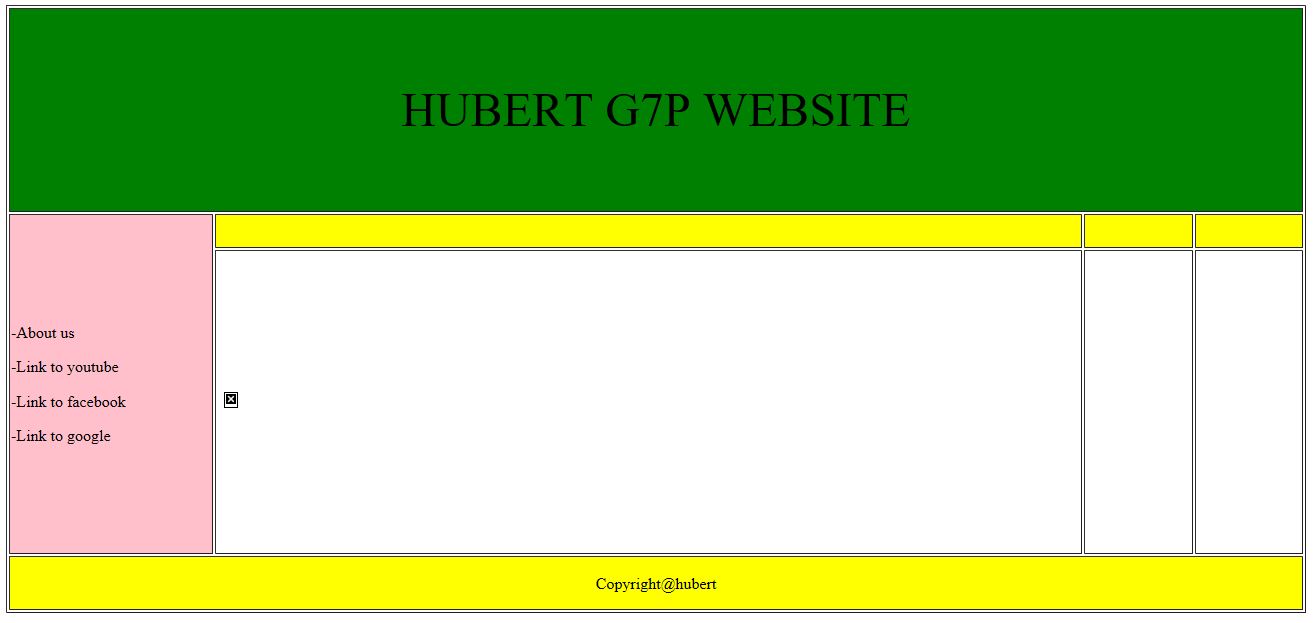 HUBERT G7P WEBSITE
-About us
-Link to youtube
-Link to facebook
-Link to google
Copyright@hubert